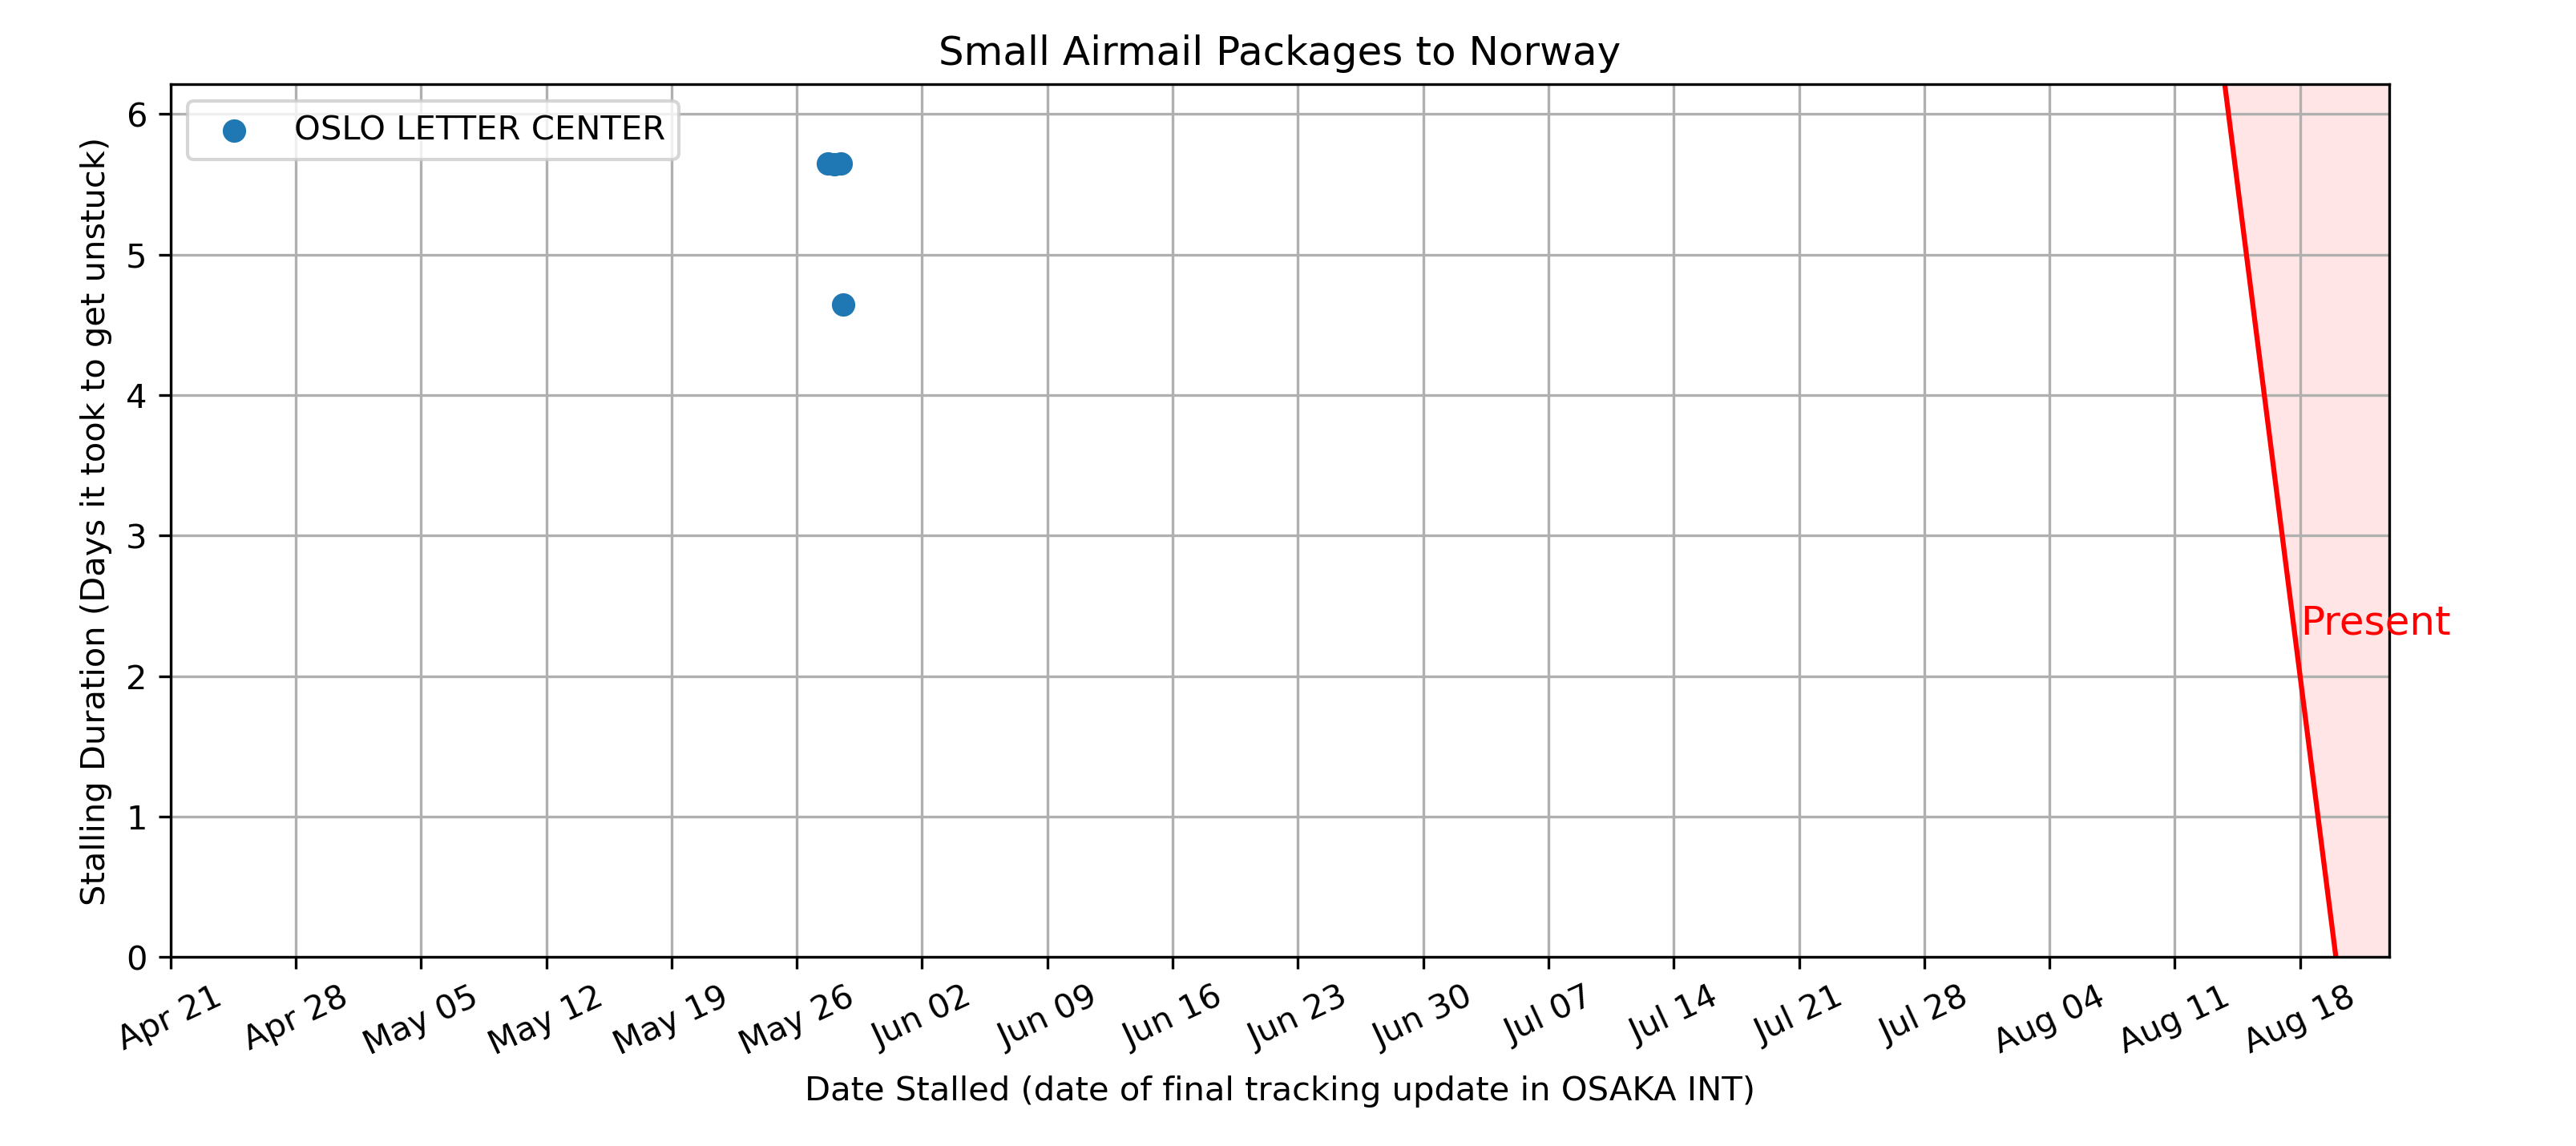 Small Airmail Packages to Norway
OSLO LETTER CENTER
Stalling Duration (Days it took to get unstuck)
6
5
4
3
2
1
0
Present
Apr 21
Apr 28
May 05
May 12
May 19
May 26
Jun 02
Jun 09
Jun 16
Jun 23
Jun 30
Jul 07
Jul 14
Jul 21
Jul 28
Aug 04
Aug 11
Aug 18
Date Stalled (date of final tracking update in OSAKA INT)